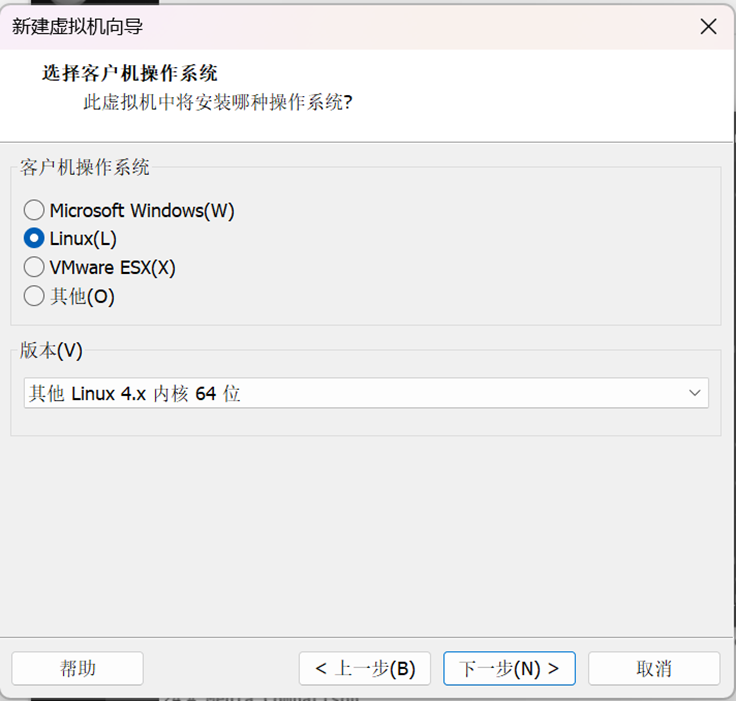 新建虚拟机向导
选择客户机操作系统
此虚拟机中将安装哪种操作系统?
客户机操作系统
Microsoft Windows(W)
Linux(L)
VMware ESX(X)
其他(O)
版本(V)
其他 Linux 4.x 内核 64 位
帮助
< 上一步(B)
下一步(N) >
取消